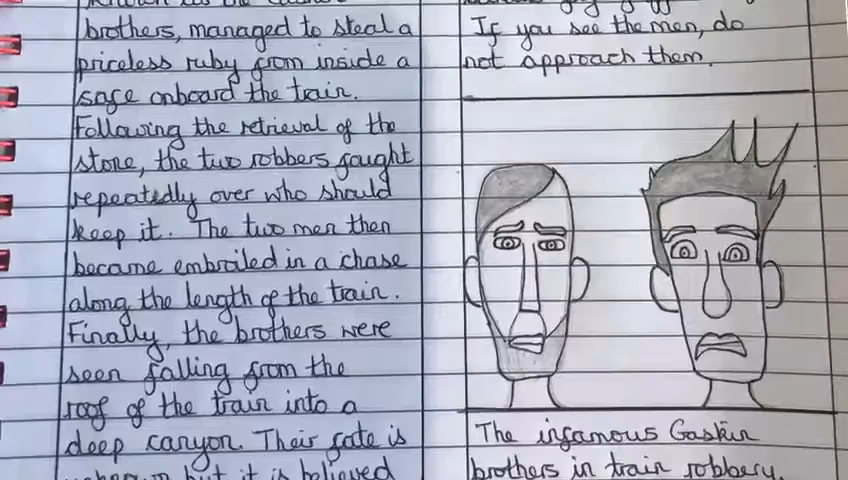 brothers, managed to steal a
priceless ruby from inside a
safe onboard the train.
Following the retrieval of the
stone, the two robbers fought
repeatedly over who should
keep it. The two men then
became embroiled in a chase
along the length of the train.
Finally, the brothers were
seen falling from the
roof of the train into a
deep canyon. Their fate is
but it is believed
If you see the men, do
not approach them.
The infamous Gaskin
brothers in train robbery.